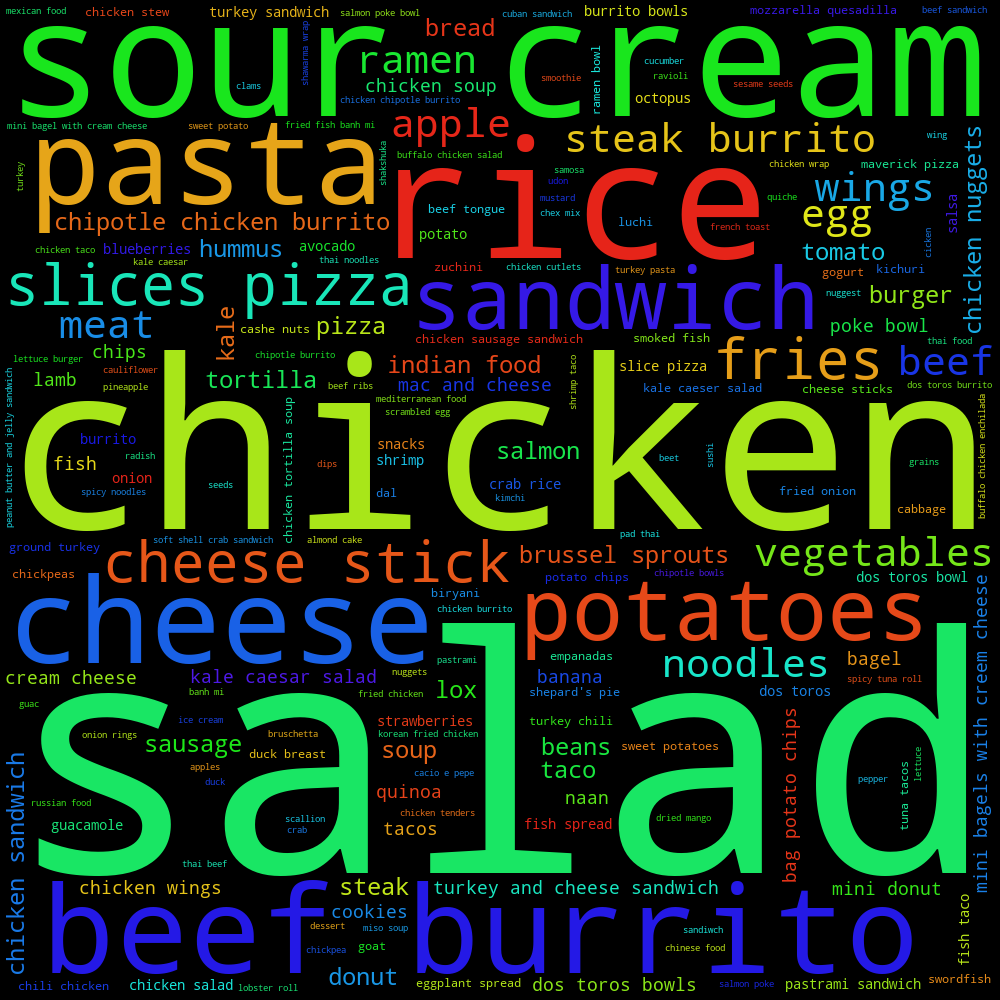 mexican food
chicken stew
turkey sandwich
salmon poke bowl
cuban sandwich
burrito bowls
mozzarella quesadilla
beef sandwich
sour cream
bread
shawarma wrap
ramen
chicken soup
clams
smoothie
ramen bowl
cucumber
ravioli
octopus
sesame seeds
chicken chipotle burrito
mini bagel with cream cheese
sweet potato
fried fish banh mi
apple
steak burrito
wing
chicken nuggets
pasta
turkey
shakshuka
buffalo chicken salad
rice
samosa
udon
mustard
chex mix
luchi
chicken wrap
maverick pizza
wings
quiche
egg
salsa
chipotle chicken burrito
beef tongue
potato
french toast
tomato
cicken
chicken taco
blueberries
kale caesar
hummus
avocado
thai noodles
zuchini
chicken cutlets
turkey pasta
gogurt
kichuri
slices pizza
sandwich
nuggest
burger
meat
kale
cashe nuts
pizza
chicken sausage sandwich
smoked fish
poke bowl
thai food
lettuce burger
chips
chipotle burrito
indian food
shrimp taco
slice pizza
fries
beef
cauliflower
lamb
pineapple
tortilla
beef ribs
mac and cheese
kale caeser salad
cheese sticks
dos toros burrito
mediterranean food
scrambled egg
peanut butter and jelly sandwich
chicken
burrito
radish
fish
onion
spicy noodles
seeds
chicken tortilla soup
dips
snacks
shrimp
dal
salmon
crab rice
kimchi
beet
sushi
fried onion
grains
cabbage
buffalo chicken enchilada
pad thai
ground turkey
soft shell crab sandwich
almond cake
chickpeas
cheese stick
brussel sprouts
vegetables
potato chips
chipotle bowls
dos toros bowl
cheese
biryani
chicken burrito
potatoes
mini bagels with creem cheese
pastrami
empanadas
noodles
bagel
cream cheese
kale caesar salad
nuggets
lox
banana
spicy tuna roll
guac
banh mi
fried chicken
shepard's pie
dos toros
salad
ice cream
strawberries
korean fried chicken
turkey chili
onion rings
sausage
bruschetta
duck breast
soup
beans
sweet potatoes
bag potato chips
chicken sandwich
apples
duck
cacio e pepe
taco
pepper
tuna tacos
lettuce
russian food
quinoa
naan
guacamole
scallion
crab
chicken tenders
tacos
fish spread
dried mango
thai beef
chicken wings
steak
turkey and cheese sandwich
mini donut
beef burrito
cookies
dessert
miso soup
chickpea
goat
sandiwch
chinese food
fish taco
chili chicken
chicken salad
lobster roll
donut
eggplant spread
dos toros bowls
salmon poke
pastrami sandwich
swordfish